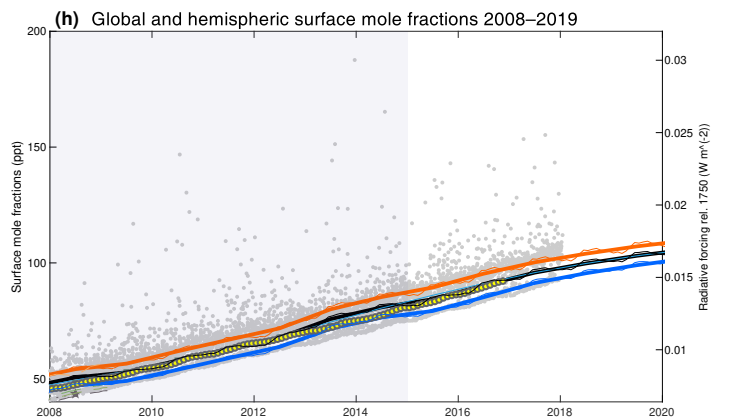 (h) Global and hemispheric surface mole fractions 2008–2019
200
150
100
50
Surface mole fractions (ppt)
0.03
0.025
0.02
0.015
0.01
Radiative forcing rel. 1750 (W m^(-2))
2008 2010 2012 2014 2016 2018 2020